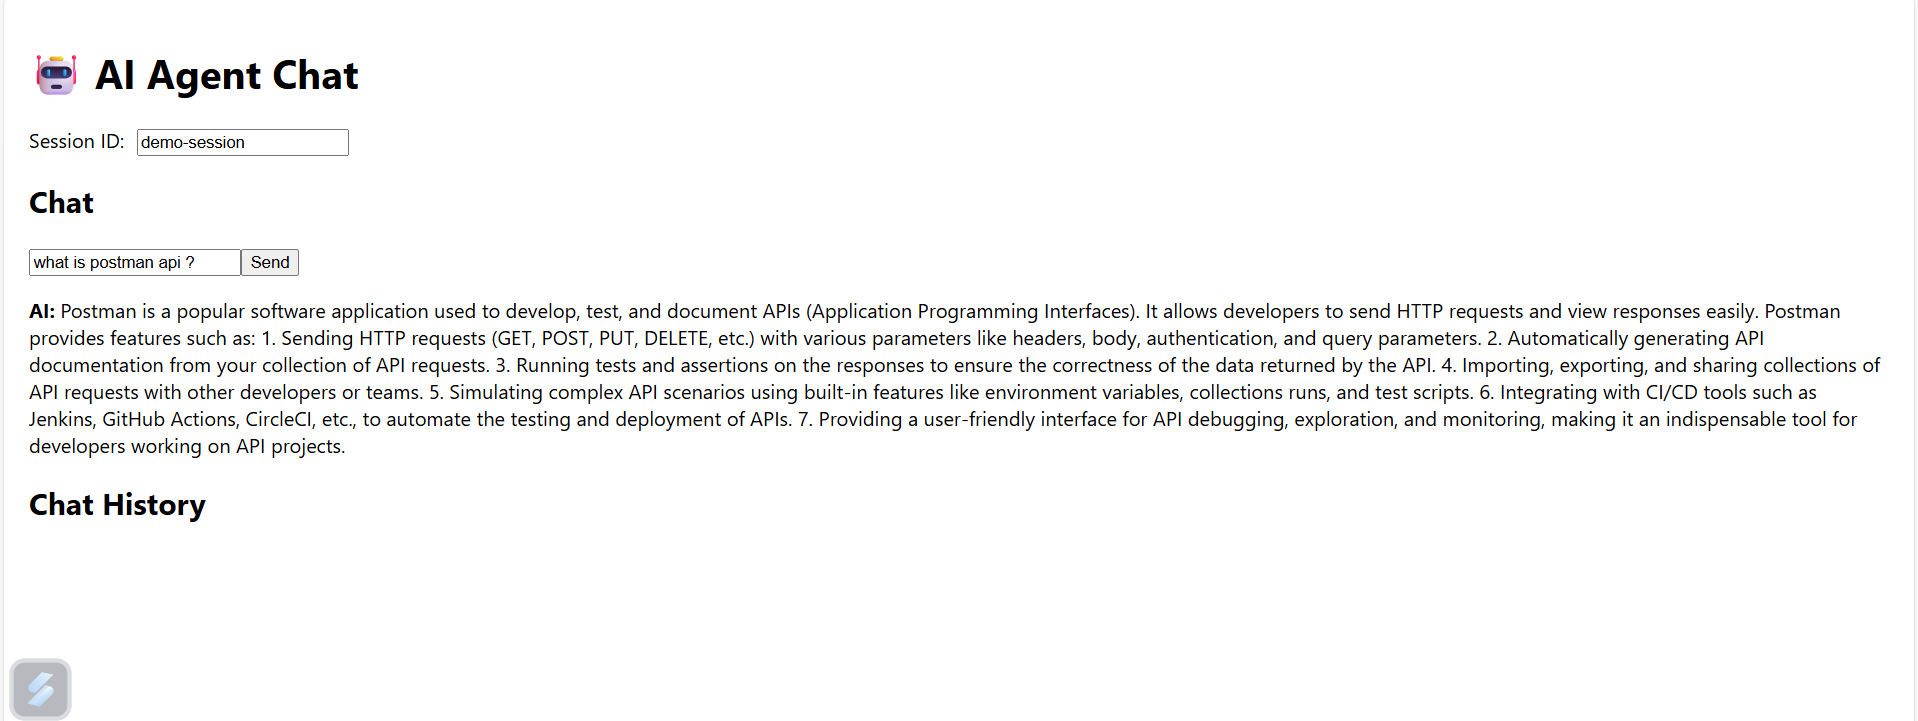 AI Agent Chat
Session ID: demo-session
Chat
what is postman api ? Send
AI: Postman is a popular software application used to develop, test, and document APIs (Application Programming Interfaces). It allows developers to send HTTP requests and view responses easily. Postman
provides features such as: 1. Sending HTTP requests (GET, POST, PUT, DELETE, etc.) with various parameters like headers, body, authentication, and query parameters. 2. Automatically generating API
documentation from your collection of API requests. 3. Running tests and assertions on the responses to ensure the correctness of the data returned by the API. 4. Importing, exporting, and sharing collections of
API requests with other developers or teams. 5. Simulating complex API scenarios using built-in features like environment variables, collections runs, and test scripts. 6. Integrating with CI/CD tools such as
Jenkins, GitHub Actions, CircleCI, etc., to automate the testing and deployment of APIs. 7. Providing a user-friendly interface for API debugging, exploration, and monitoring, making it an indispensable tool for
developers working on API projects.
Chat History